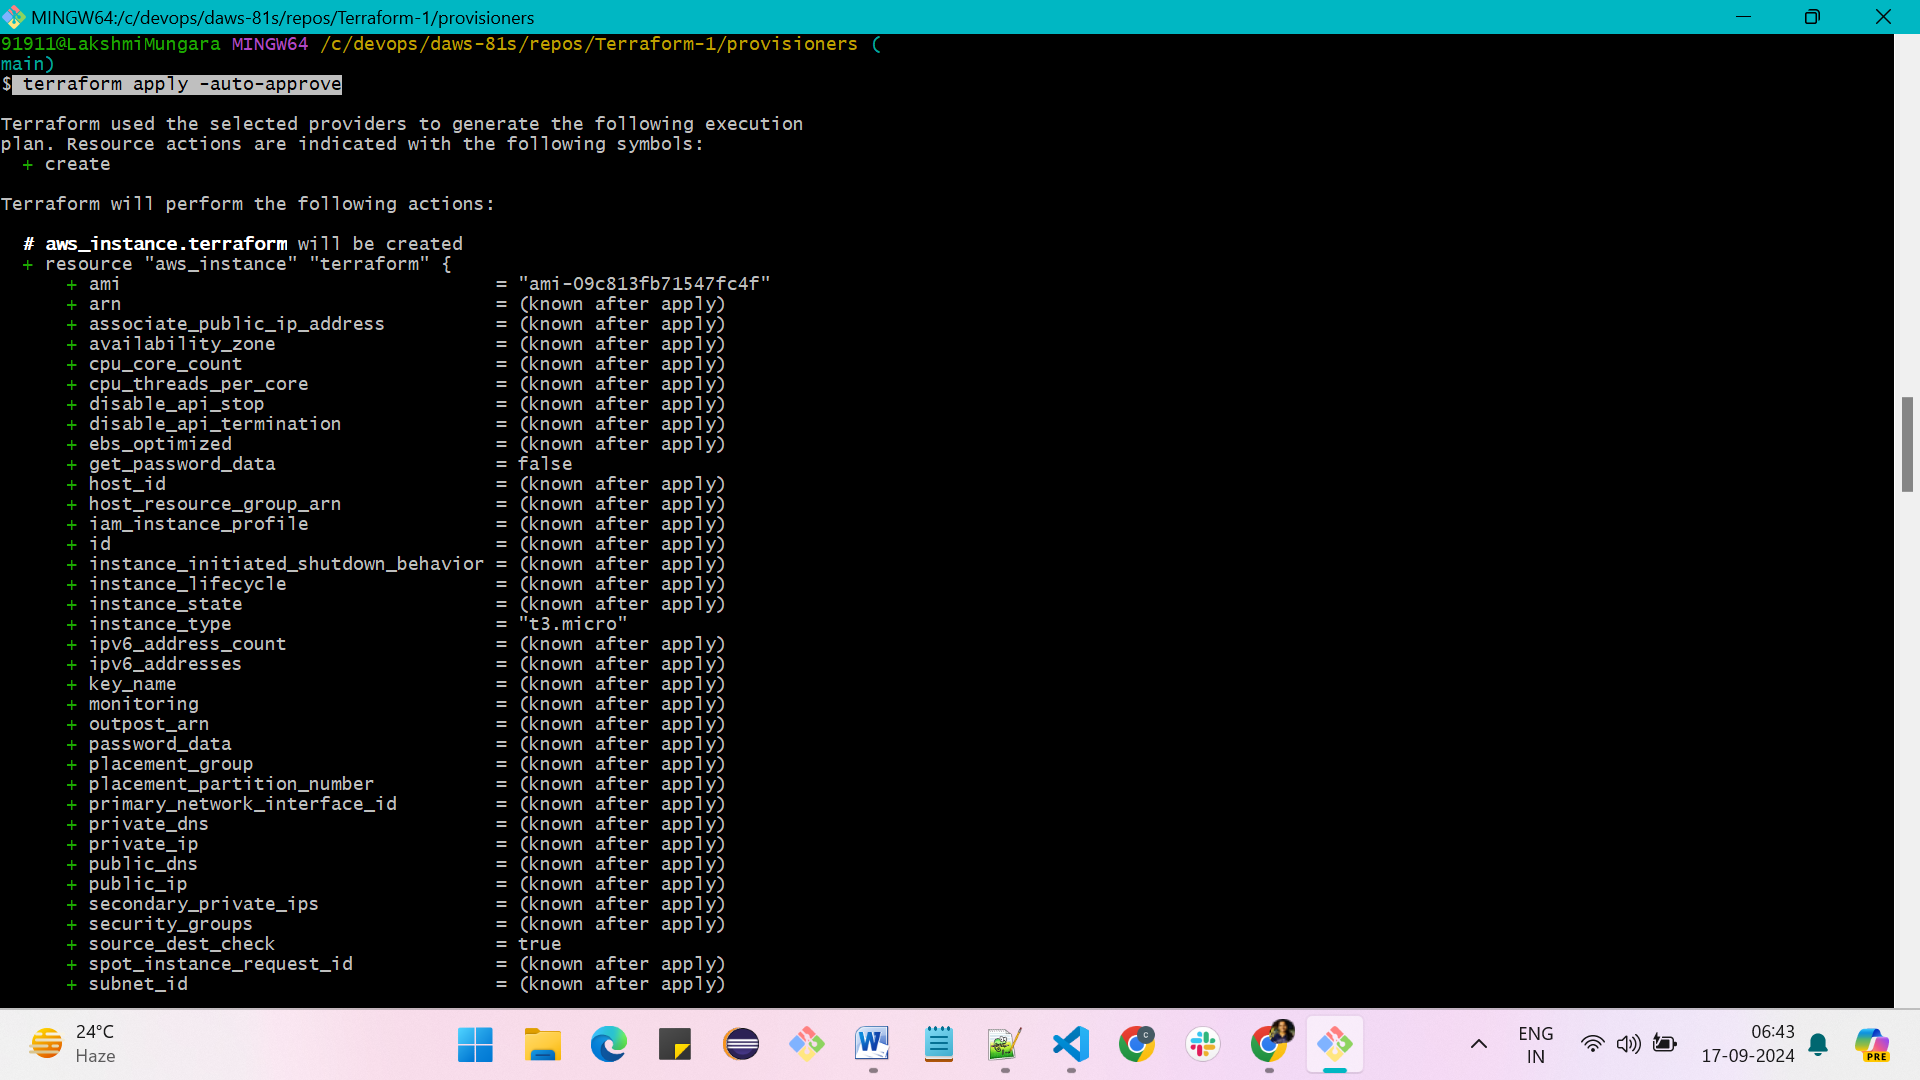 MINGW64:/c/devops/daws-81s/repos/Terraform-1/provisioners
91911@LakshmiMungara MINGW64 /c/devops/daws-81s/repos/Terraform-1/provisioners (
main)
$ terraform apply -auto-approve
Terraform used the selected providers to generate the following execution
plan. Resource actions are indicated with the following symbols:
+ create
Terraform will perform the following actions:
# aws_instance.terraform will be created
+ resource "aws_instance" "terraform" {
+ ami = "ami-09c813fb71547fc4f"
+ arn = (known after apply)
+ associate_public_ip_address = (known after apply)
+ availability_zone = (known after apply)
+ cpu_core_count = (known after apply)
+ cpu_threads_per_core = (known after apply)
+ disable_api_stop = (known after apply)
+ disable_api_termination = (known after apply)
+ ebs_optimized = (known after apply)
+ get_password_data = false
+ host_id = (known after apply)
+ host_resource_group_arn = (known after apply)
+ iam_instance_profile = (known after apply)
+ id = (known after apply)
+ instance_initiated_shutdown_behavior = (known after apply)
+ instance_lifecycle = (known after apply)
+ instance_state = (known after apply)
+ instance_type = "t3.micro"
+ ipv6_address_count = (known after apply)
+ ipv6_addresses = (known after apply)
+ key_name = (known after apply)
+ monitoring = (known after apply)
+ outpost_arn = (known after apply)
+ password_data = (known after apply)
+ placement_group = (known after apply)
+ placement_partition_number = (known after apply)
+ primary_network_interface_id = (known after apply)
+ private_dns = (known after apply)
+ private_ip = (known after apply)
+ public_dns = (known after apply)
+ public_ip = (known after apply)
+ secondary_private_ips = (known after apply)
+ security_groups = (known after apply)
+ source_dest_check = true
+ spot_instance_request_id = (known after apply)
+ subnet_id = (known after apply)
24°C
Haze
ENG
IN
06:43
17-09-2024
PRE